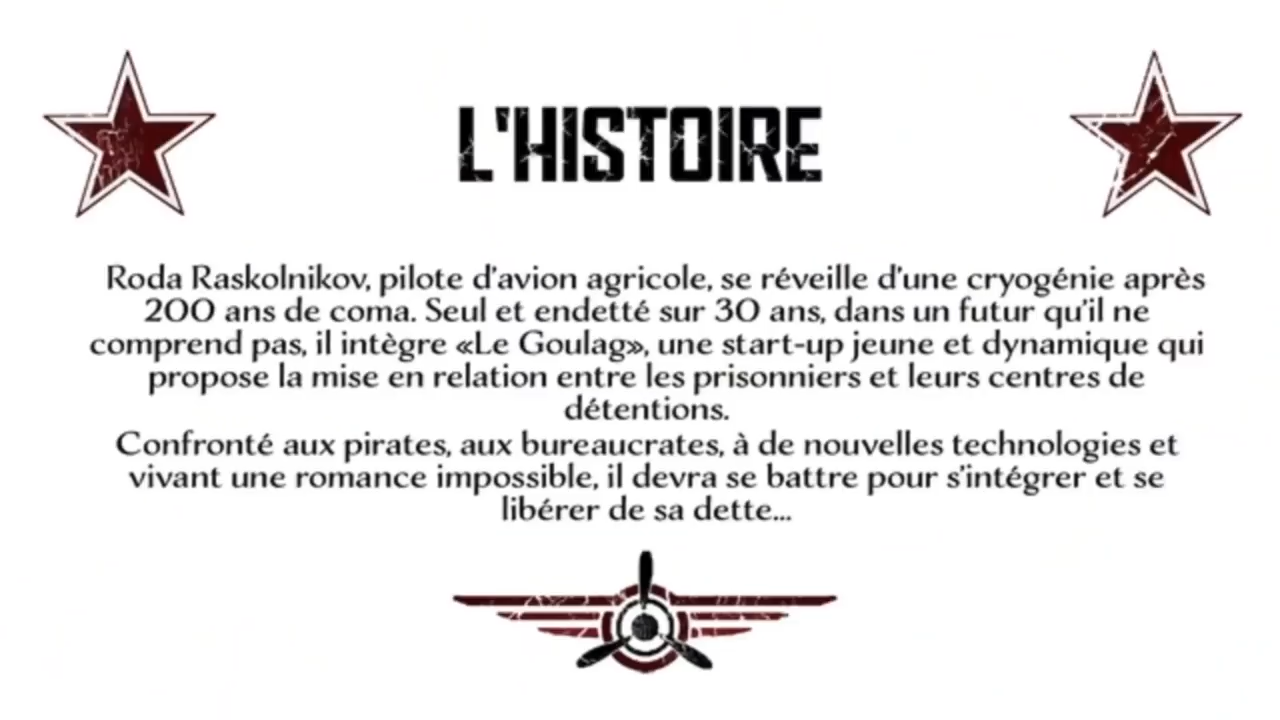 L'HISTOIRE
Roda Raskolnikov, pilote d'avion agricole, se réveille d'une cryogénie après
200 ans de coma. Seul et endetté sur 30 ans, dans un futur qu'il ne
comprend pas, il intègre «Le Goulag», une start-up jeune et dynamique qui
propose la mise en relation entre les prisonniers et leurs centres de
détentions.
Confronté aux pirates, aux bureaucrates, à de nouvelles technologies et
vivant une romance impossible, il devra se battre pour s'intégrer et se
libérer de sa dette...